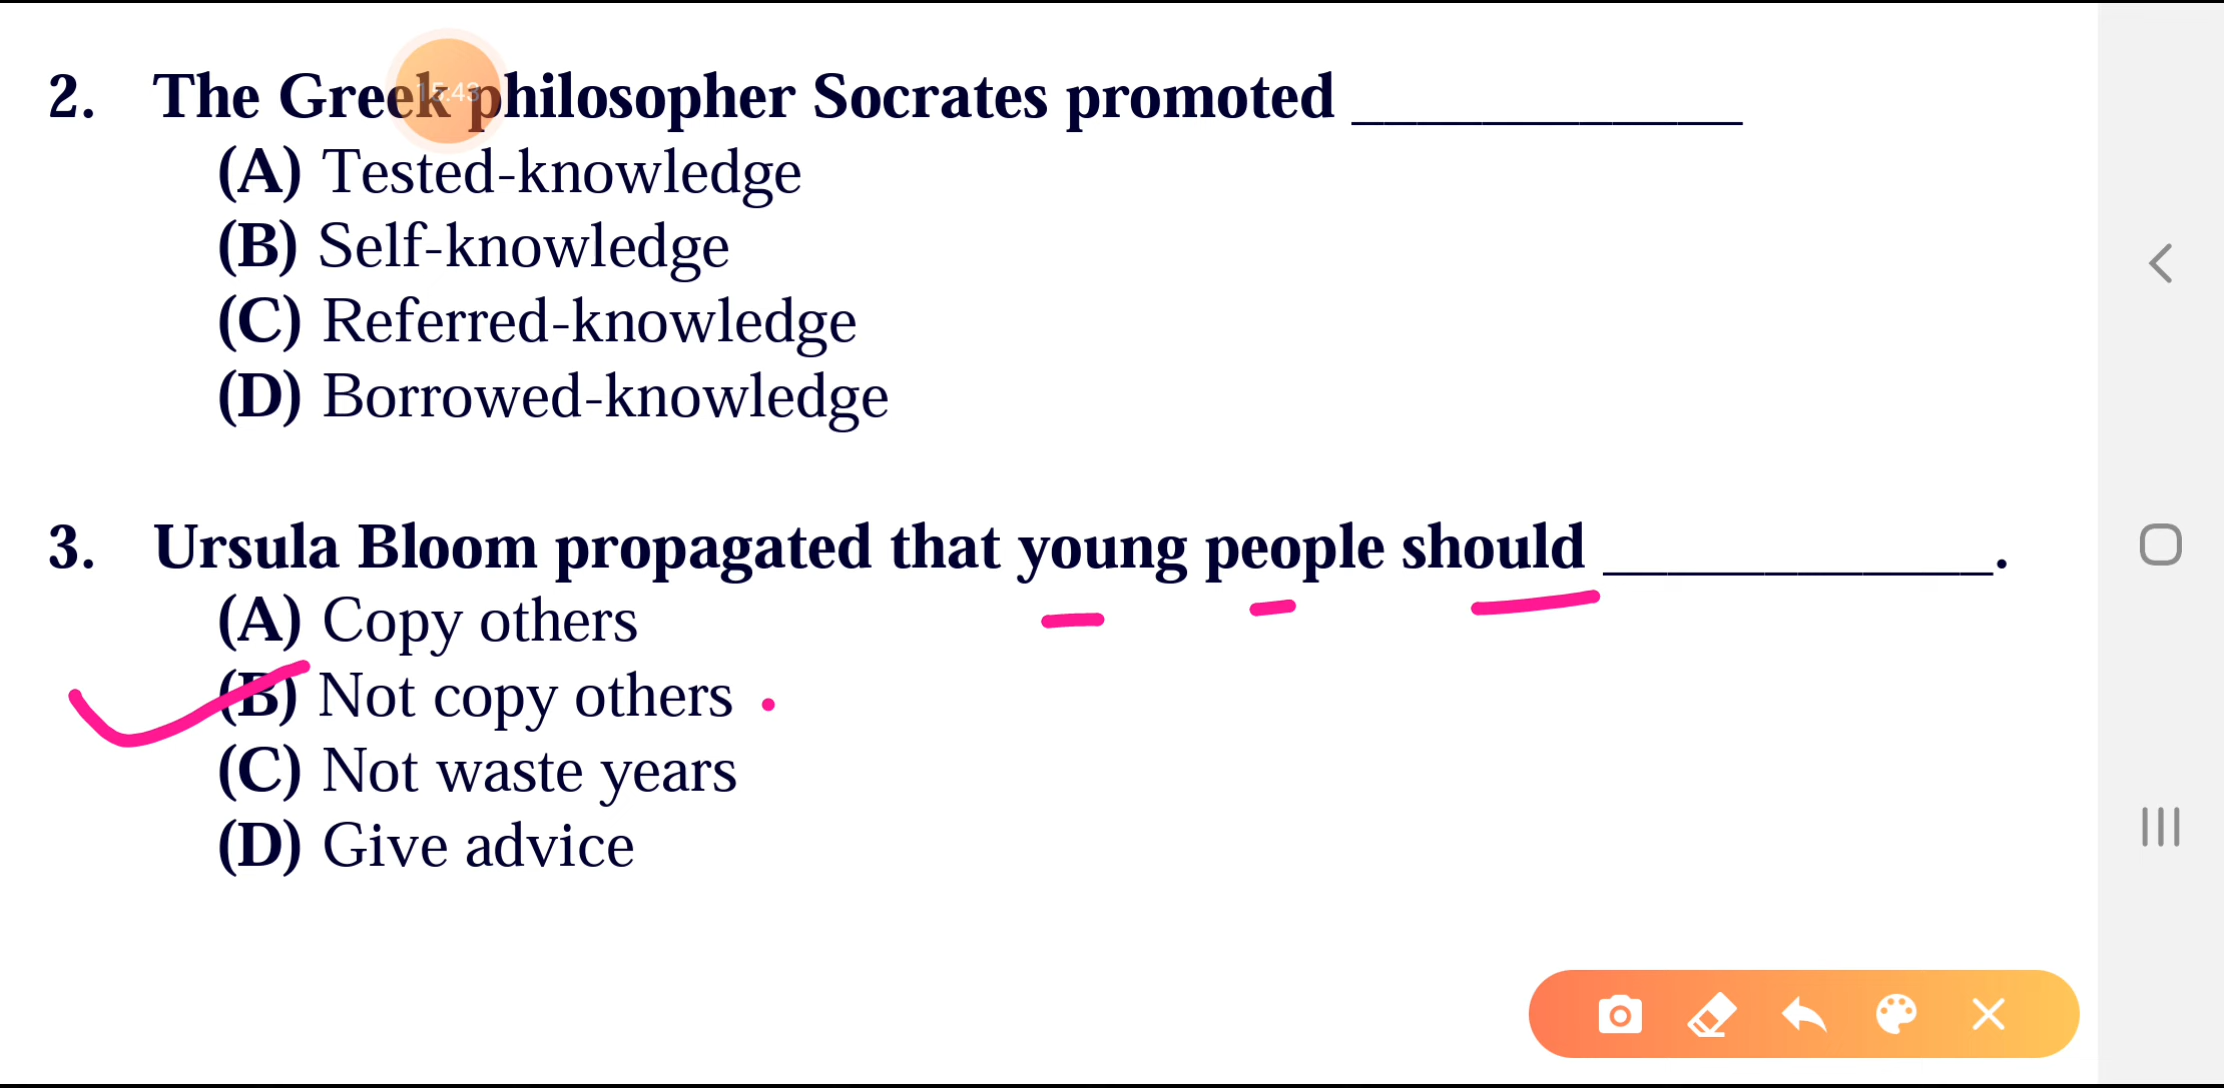 2. The Greek philosopher Socrates promoted ____________
(A) Tested-knowledge
(B) Self-knowledge
(C) Referred-knowledge
(D) Borrowed-knowledge
3. Ursula Bloom propagated that young people should ____________.
(A) Copy others
(B) Not copy others
(C) Not waste years
(D) Give advice